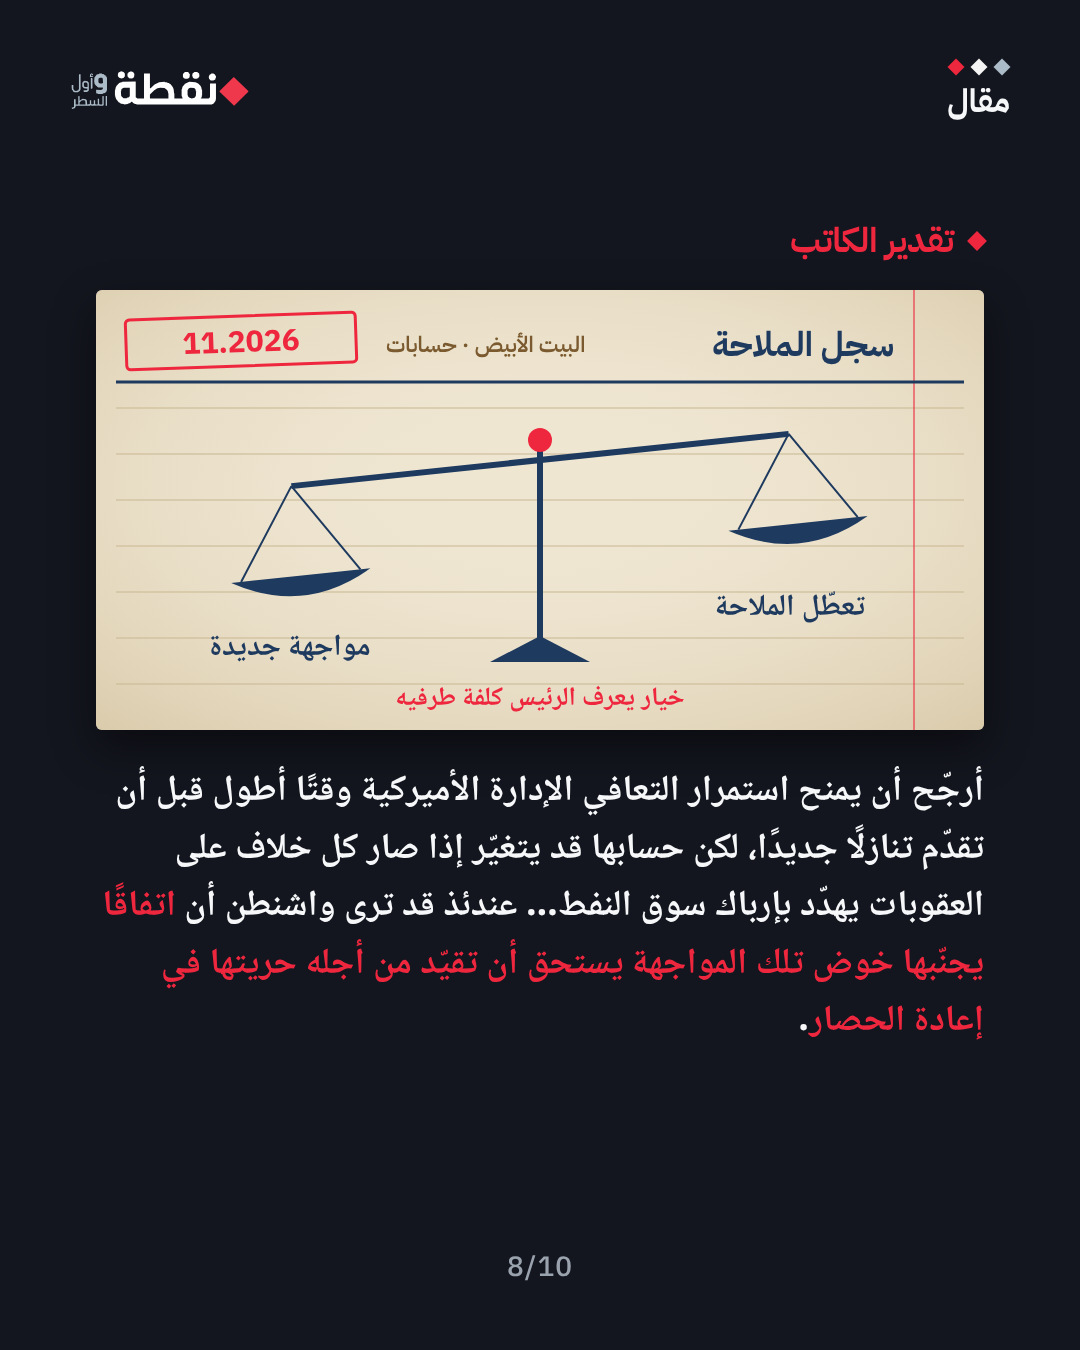 مقال
نقطة
وأول
السطر
تقدير الكاتب
سجل الملاحة
البيت الأبيض · حسابات
11.2026
تعطّل الملاحة
مواجهة جديدة
خيار يعرف الرئيس كلفة طرفيه
أرجّح أن يمنح استمرار التعافي الإدارة الأميركية وقتًا أطول قبل أن
تقدّم تنازلًا جديدًا، لكن حسابها قد يتغيّر إذا صار كل خلاف على
العقوبات يهدّد بإرباك سوق النفط... عندئذ قد ترى واشنطن أن اتفاقًا
يجنّبها خوض تلك المواجهة يستحق أن تقيّد من أجله حريتها في
إعادة الحصار.
8/10